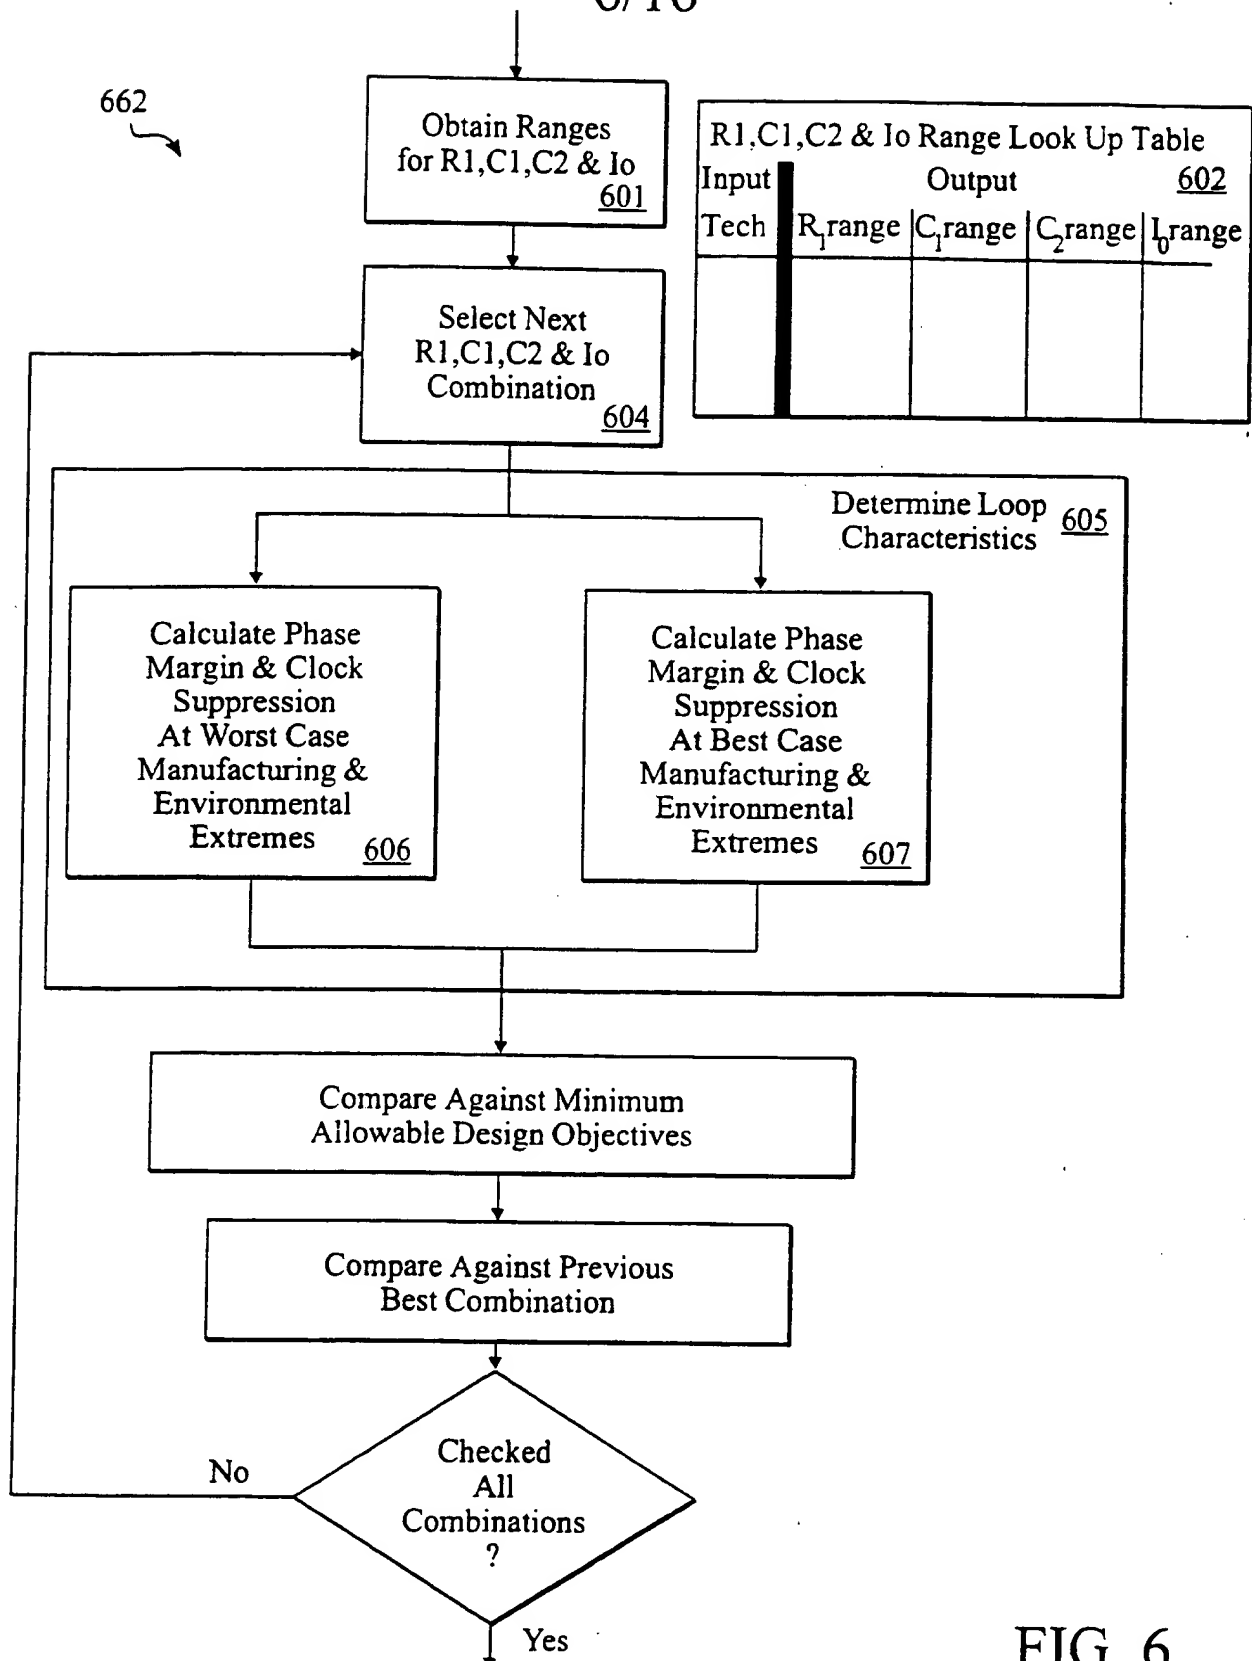 662
Obtain Ranges
for R1,C1,C2 & Io
601
R1,C1,C2 & Io Range Look Up Table
Input Output 602
Tech R1range C1range C2range I0range
Select Next
R1,C1,C2 & Io
Combination
604
Determine Loop
Characteristics
605
Calculate Phase
Margin & Clock
Suppression
At Worst Case
Manufacturing &
Environmental
Extremes
606
Calculate Phase
Margin & Clock
Suppression
At Best Case
Manufacturing &
Environmental
Extremes
607
Compare Against Minimum
Allowable Design Objectives
Compare Against Previous
Best Combination
Checked
All
Combinations
?
No
Yes
FIG. 6